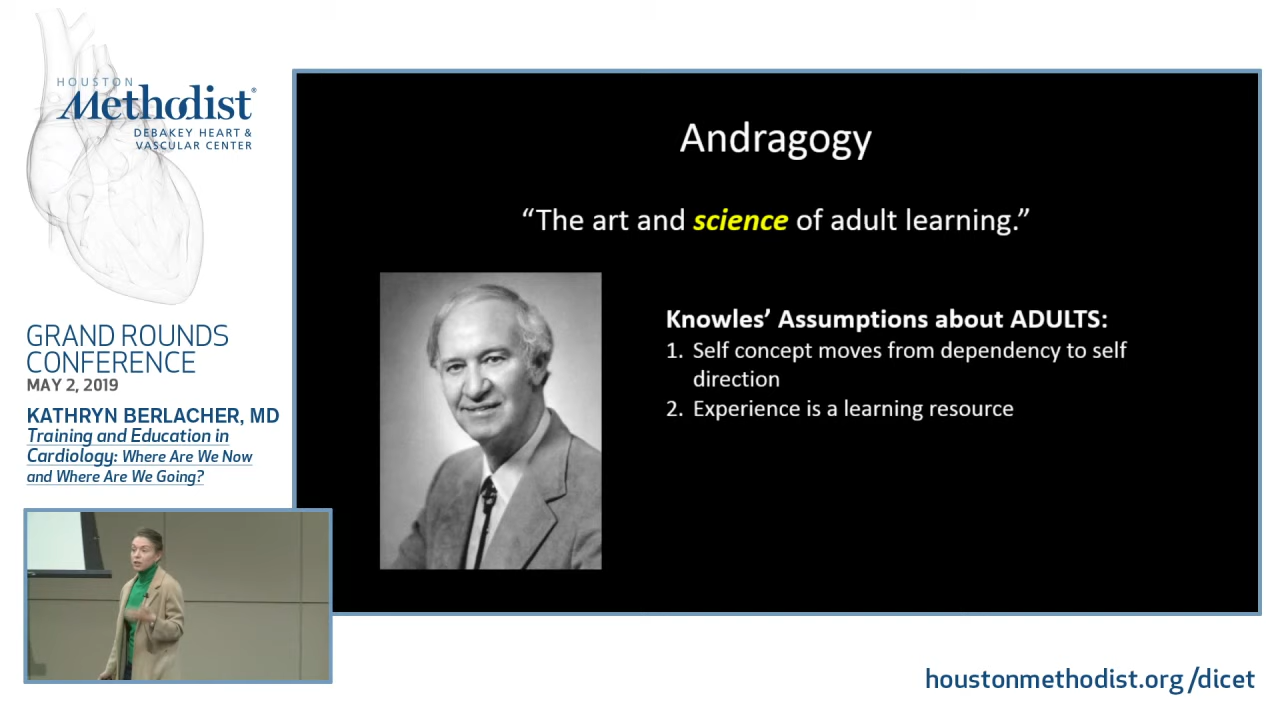 HOUSTON
Methodist®
DEBAKEY HEART &
VASCULAR CENTER
GRAND ROUNDS
CONFERENCE
MAY 2, 2019
KATHRYN BERLACHER, MD
Training and Education in
Cardiology: Where Are We Now
and Where Are We Going?
Andragogy
“The art and science of adult learning.”
Knowles’ Assumptions about ADULTS:
1. Self concept moves from dependency to self
direction
2. Experience is a learning resource
houstonmethodist.org/dicet